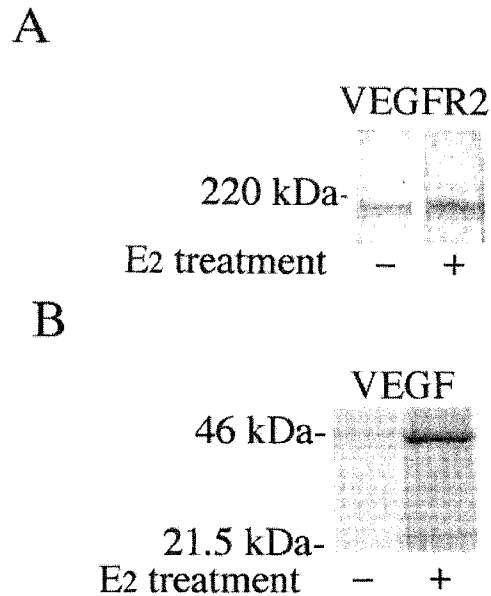 A
VEGFR2
220 kDa-
E2 treatment - +
B
VEGF
46 kDa-
21.5 kDa-
E2 treatment - +